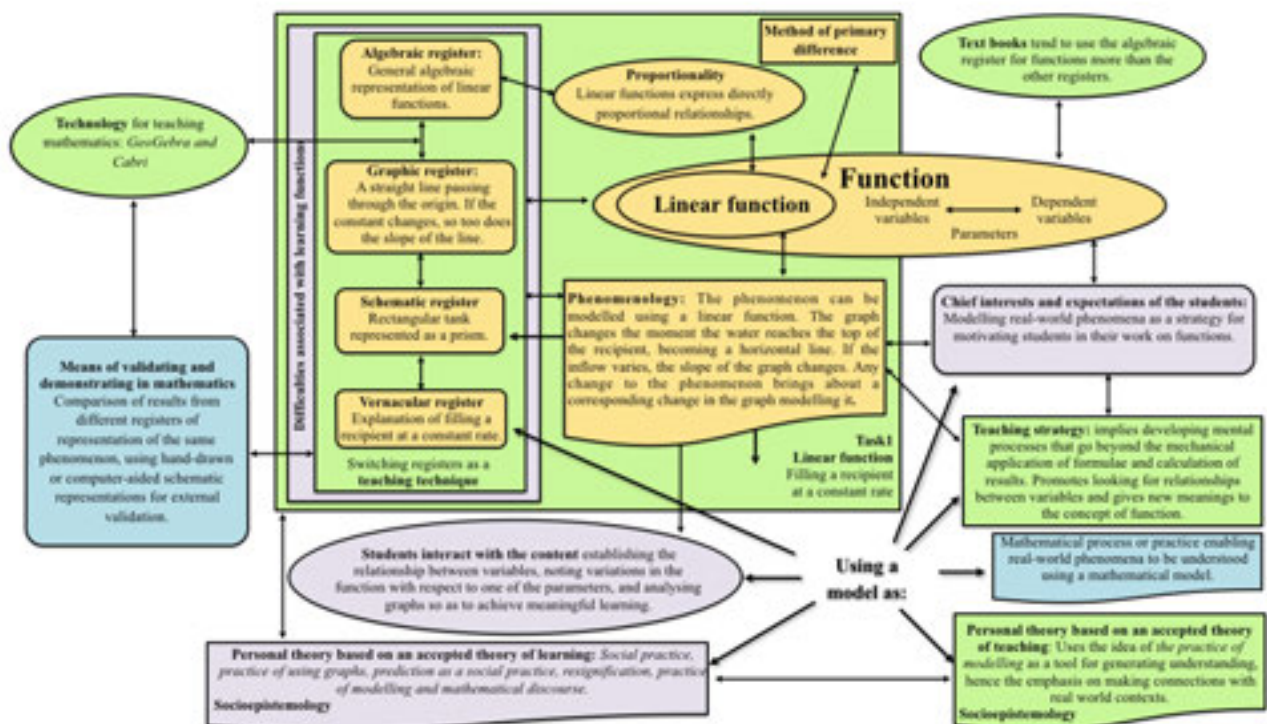 Algebraic register:
General algebraic
representation of linear
functions.
Method of primary
difference
Text books tend to use the algebraic
register for functions more than
the other registers.
Proportionality
Linear functions express directly
proportional relationships.
Technology for teaching
mathematics: GeoGebra and
Cabri
Difficulties associated with learning functions
Graphic register:
A straight line passing
through the origin. If the
constant changes, so too does
the slope of the line.
Function
Linear function
Independent
variables
Dependent
variables
Parameters
Schematic register
Rectangular tank
represented as a prism.
Phenomenology: The phenomenon can be
modelled using a linear function. The graph
changes the moment the water reaches the top of
the recipient, becoming a horizontal line. If the
inflow varies, the slope of the graph changes. Any
change to the phenomenon brings about a
corresponding change in the graph modelling it.
Chief interests and expectations of the students:
Modelling real-world phenomena as a strategy for
motivating students in their work on functions.
Means of validating and
demonstrating in mathematics
Comparison of results from
different registers of
representation of the same
phenomenon, using hand-drawn
or computer-aided schematic
representations for external
validation.
Vernacular register
Explanation of filling a
recipient at a constant rate.
Switching registers as a
teaching technique
Task1
Linear function
Filling a recipient
at a constant rate
Teaching strategy: implies developing mental
processes that go beyond the mechanical
application of formulae and calculation of
results. Promotes looking for relationships
between variables and gives new meanings to
the concept of function.
Students interact with the content establishing the
relationship between variables, noting variations in the
function with respect to one of the parameters, and analysing
graphs so as to achieve meaningful learning.
Using a
model as:
Mathematical process or practice enabling
real-world phenomena to be understood
using a mathematical model.
Personal theory based on an accepted theory of learning: Social practice,
practice of using graphs, prediction as a social practice, resignification, practice
of modelling and mathematical discourse.
Socioepistemology
Personal theory based on an accepted theory
of teaching: Uses the idea of the practice of
modelling as a tool for generating understanding,
hence the emphasis on making connections with
real world contexts.
Socioepistemology